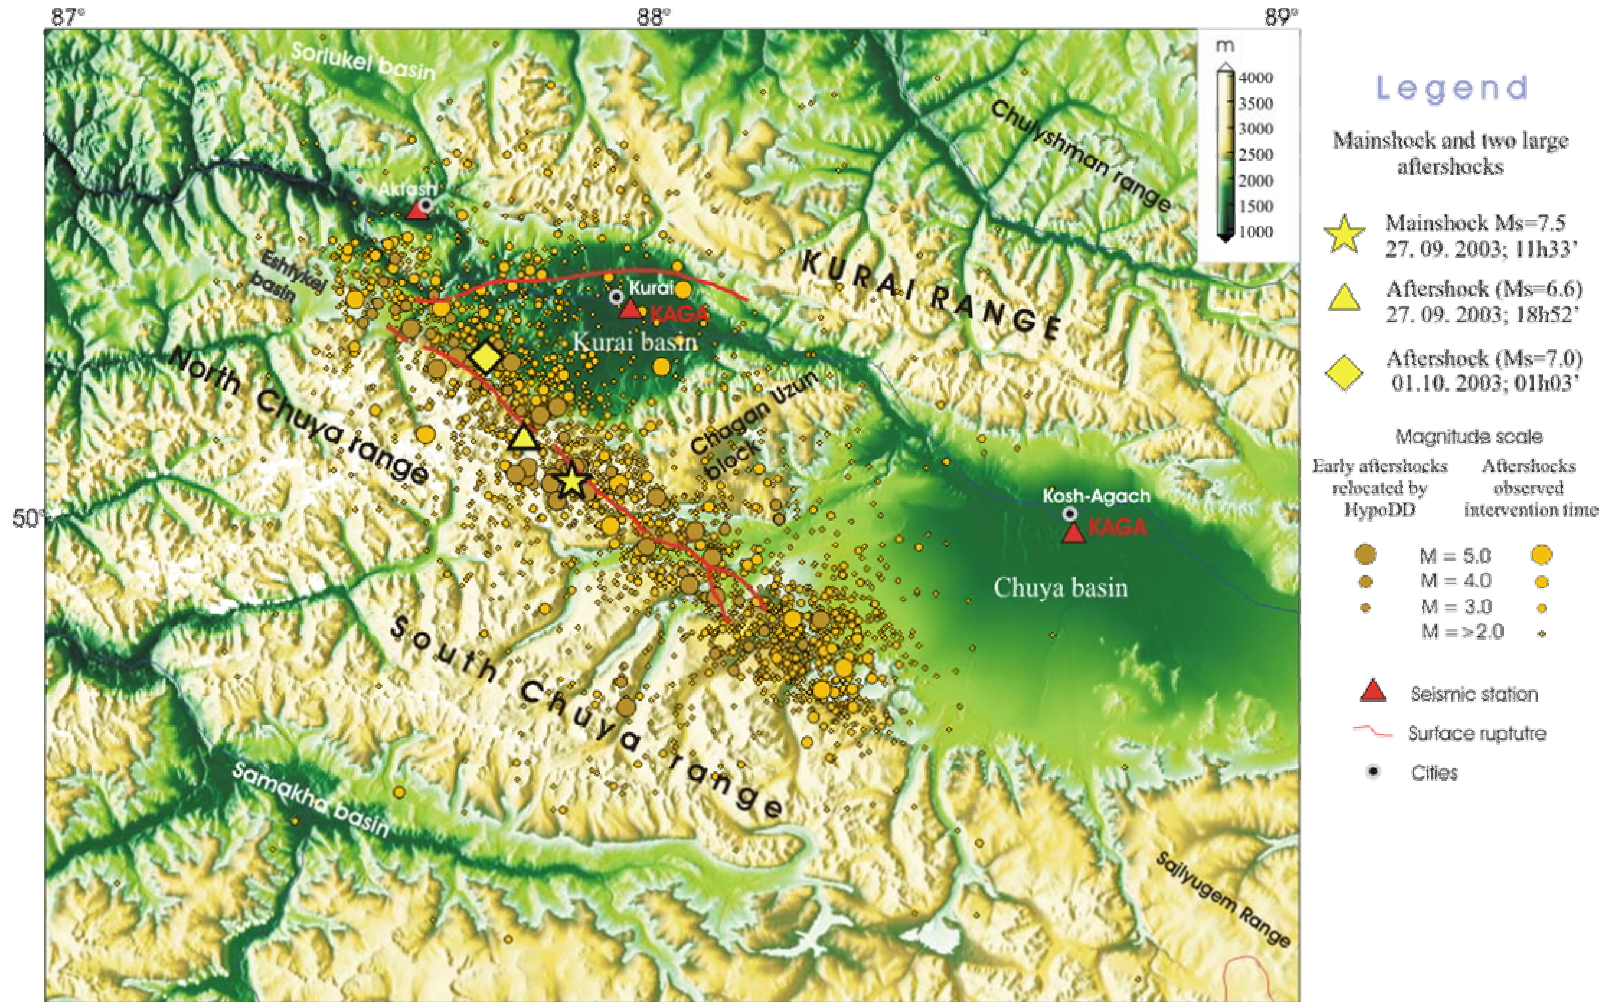 87°
88°
89°
50°
Sorlukel basin
Aktash
Eshtykel
basin
Kurai
KAGA
Kurai basin
KURAI RANGE
Chulyshman range
North Chuya range
Chagan Uzun
block
Kosh-Agach
KAGA
Chuya basin
South Chuya range
Samakha basin
Sajlyugem Range
m
4000
3500
3000
2500
2000
1500
1000
Legend
Mainshock and two large
aftershocks
Mainshock Ms=7.5
27. 09. 2003; 11h33'
Aftershock (Ms=6.6)
27. 09. 2003; 18h52'
Aftershock (Ms=7.0)
01.10. 2003; 01h03'
Magnitude scale
Early aftershocks
relocated by
HypoDD
Aftershocks
observed
intervention time
M = 5.0
M = 4.0
M = 3.0
M =>2.0
Seismic station
Surface ruptutre
Cities